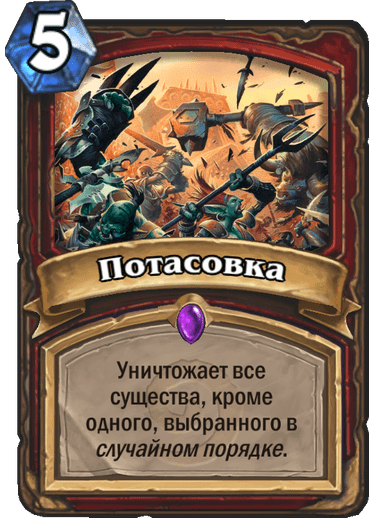 5
Потасовка
Уничтожает все
существа, кроме
одного, выбранного в
случайном порядке.